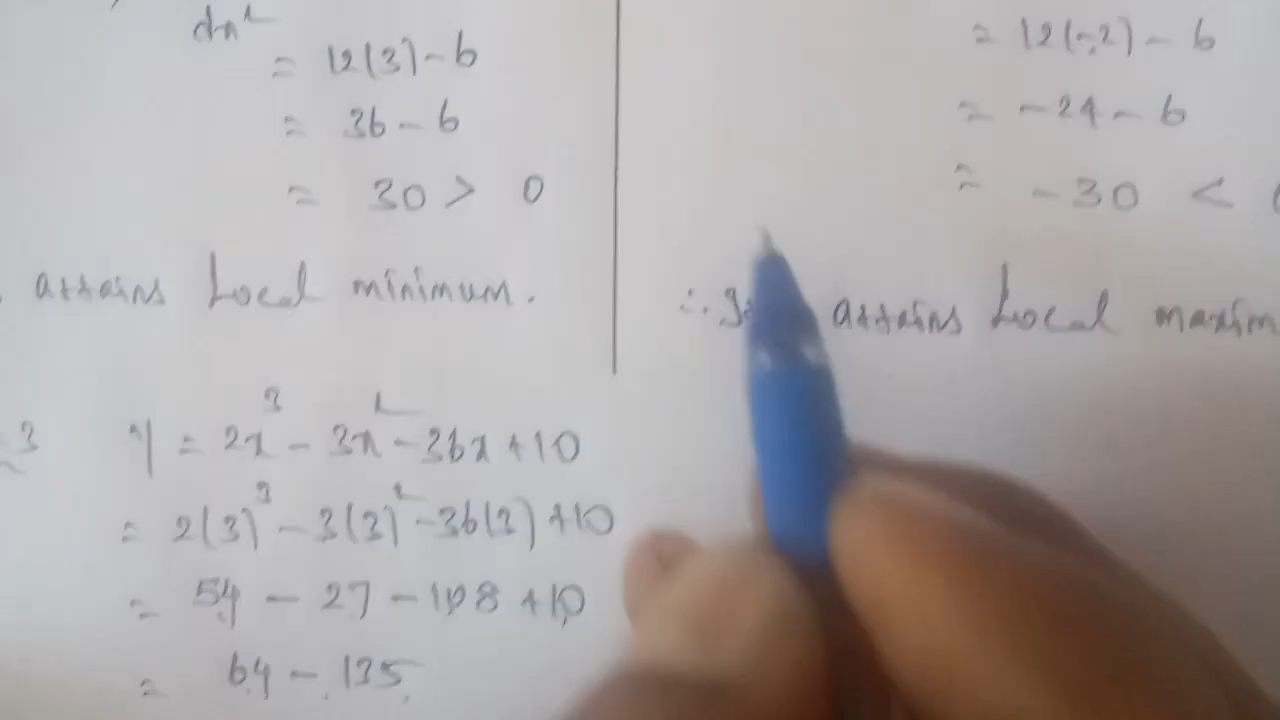 dx²
= 12(3) - 6
= 36 - 6
= 30 > 0
attains Local minimum.
= 12(-2) - 6
= -24 - 6
= -30 <
∴ attains Local maxim
3 y = 2x³ - 3x² - 36x + 10
= 2(3)³ - 3(3)² - 36(3) + 10
= 54 - 27 - 108 + 10
= 64 - 135